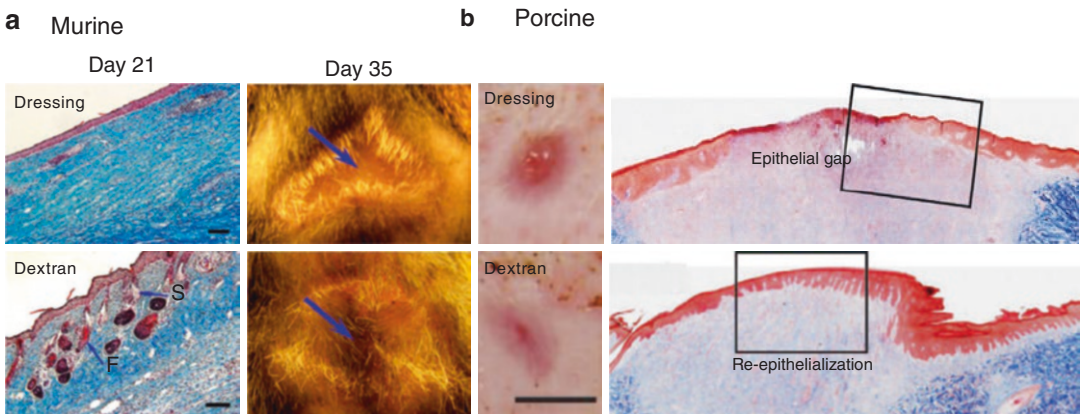 a Murine
b Porcine
Day 21
Day 35
Dressing
Dressing
Epithelial gap
Dextran
S
F
Dextran
Re-epithelialization